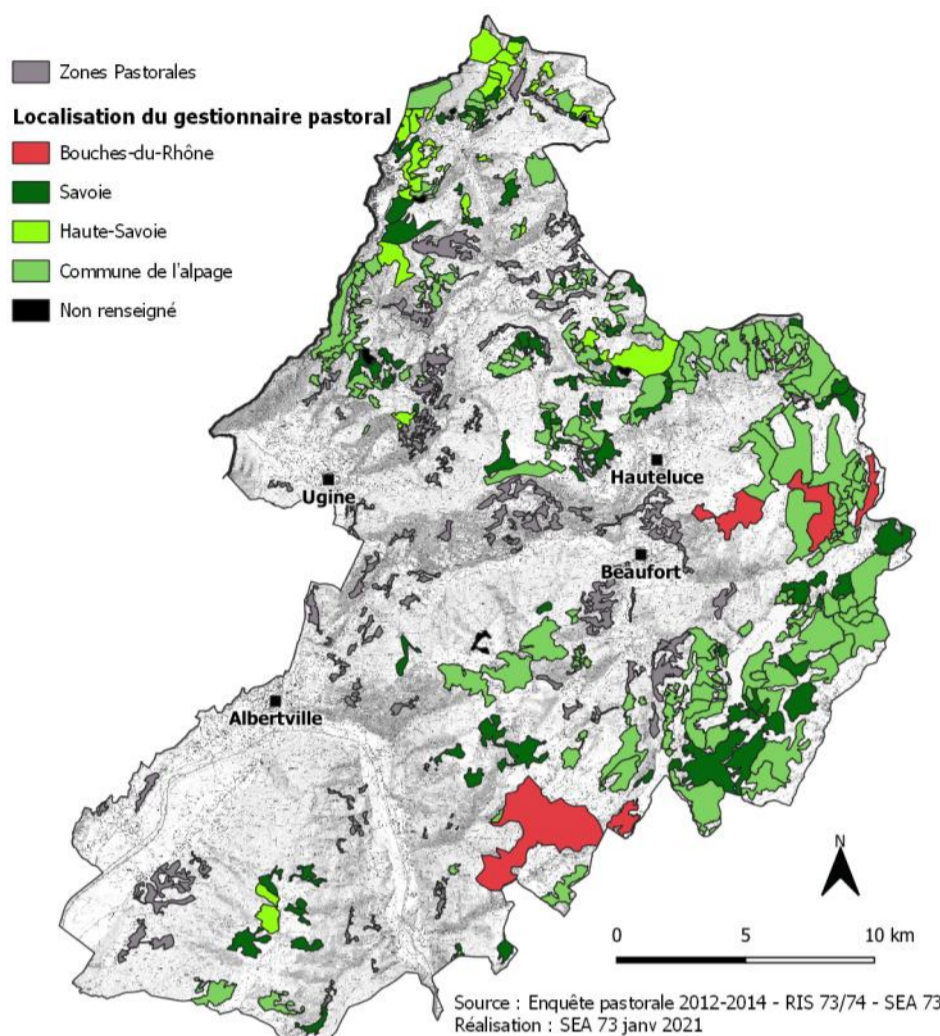 Zones Pastorales
Localisation du gestionnaire pastoral
Bouches-du-Rhône
Savoie
Haute-Savoie
Commune de l'alpage
Non renseigné
Hauteluce
Ugine
Beaufort
Albertville
N
0 5 10 km
Source : Enquête pastorale 2012-2014 - RIS 73/74 - SEA 73
Réalisation : SEA 73 janv 2021